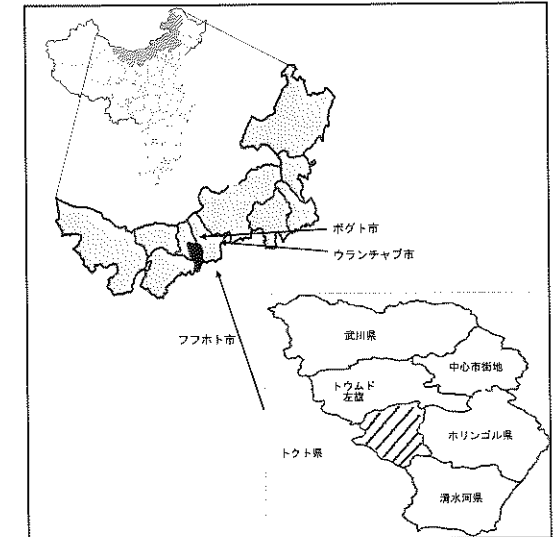 ボグト市
ウランチャブ市
フフホト市
武川県
中心市街地
トウムド
左旗
ホリンゴル県
トクト県
清水河県